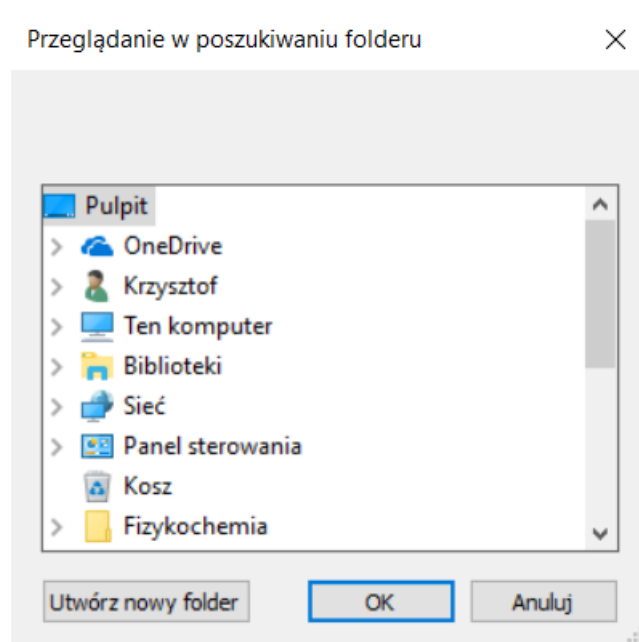 Przeglądanie w poszukiwaniu folderu
Pulpit
OneDrive
Krzysztof
Ten komputer
Biblioteki
Sieć
Panel sterowania
Kosz
Fizykochemia
Utwórz nowy folder OK Anuluj